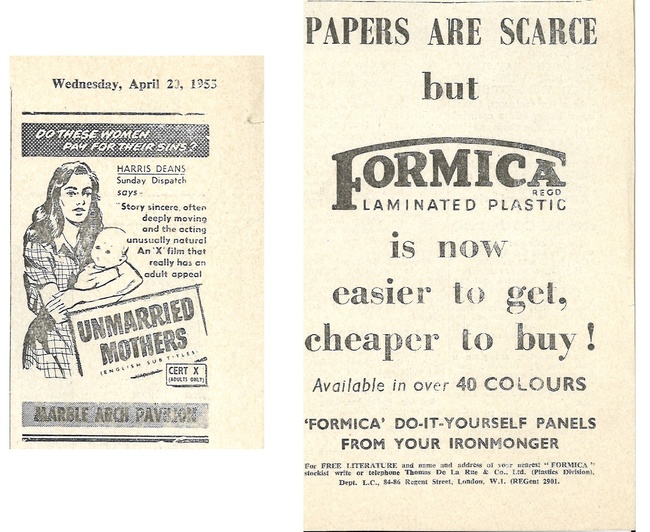 Wednesday, April 20, 1955
DO THESE WOMEN
PAY FOR THEIR SINS?
HARRIS DEANS
Sunday Dispatch
says -
"Story sincere, often
deeply moving
and the acting
unusually natural
An 'X' film that
really has an
adult appeal
UNMARRIED
MOTHERS
(ENGLISH SUB TITLES)
CERT X
(ADULTS ONLY)
MARBLE ARCH PAVILION
PAPERS ARE SCARCE
but
FORMICA
REGD
LAMINATED PLASTIC
is now
easier to get,
cheaper to buy!
Available in over 40 COLOURS
'FORMICA' DO-IT-YOURSELF PANELS
FROM YOUR IRONMONGER
For FREE LITERATURE and name and address of your nearest "FORMICA"
stockist write or telephone Thomas De La Rue & Co., Ltd. (Plastics Division),
Dept. L.C., 84-86 Regent Street, London, W.1. (REGent 2901.